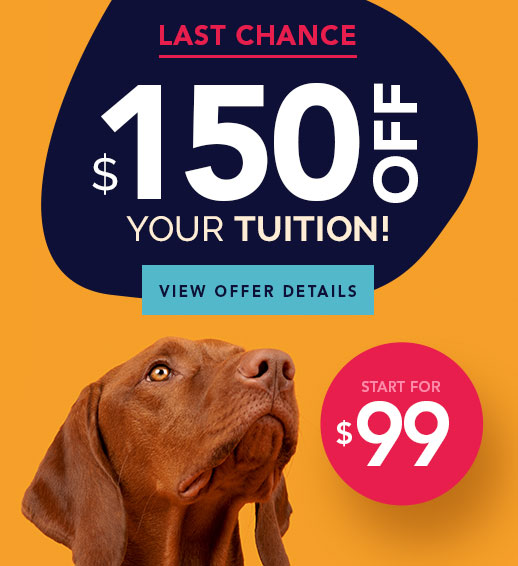 LAST CHANCE
$150 OFF
YOUR TUITION!
VIEW OFFER DETAILS
START FOR
$99